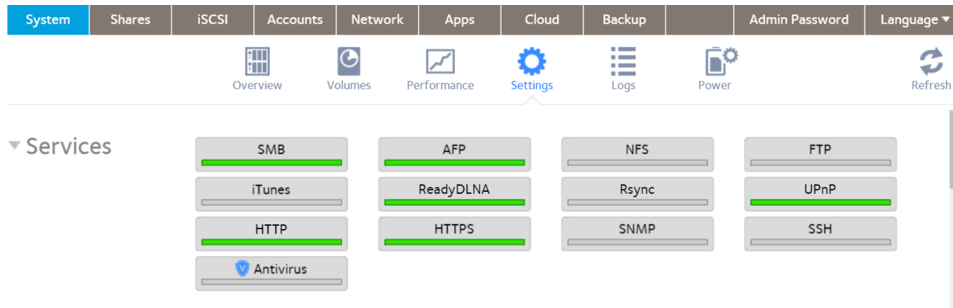 System Shares iSCSI Accounts Network Apps Cloud Backup Admin Password Language
Overview Volumes Performance Settings Logs Power Refresh
Services
SMB AFP NFS FTP
iTunes ReadyDLNA Rsync UPnP
HTTP HTTPS SNMP SSH
V Antivirus